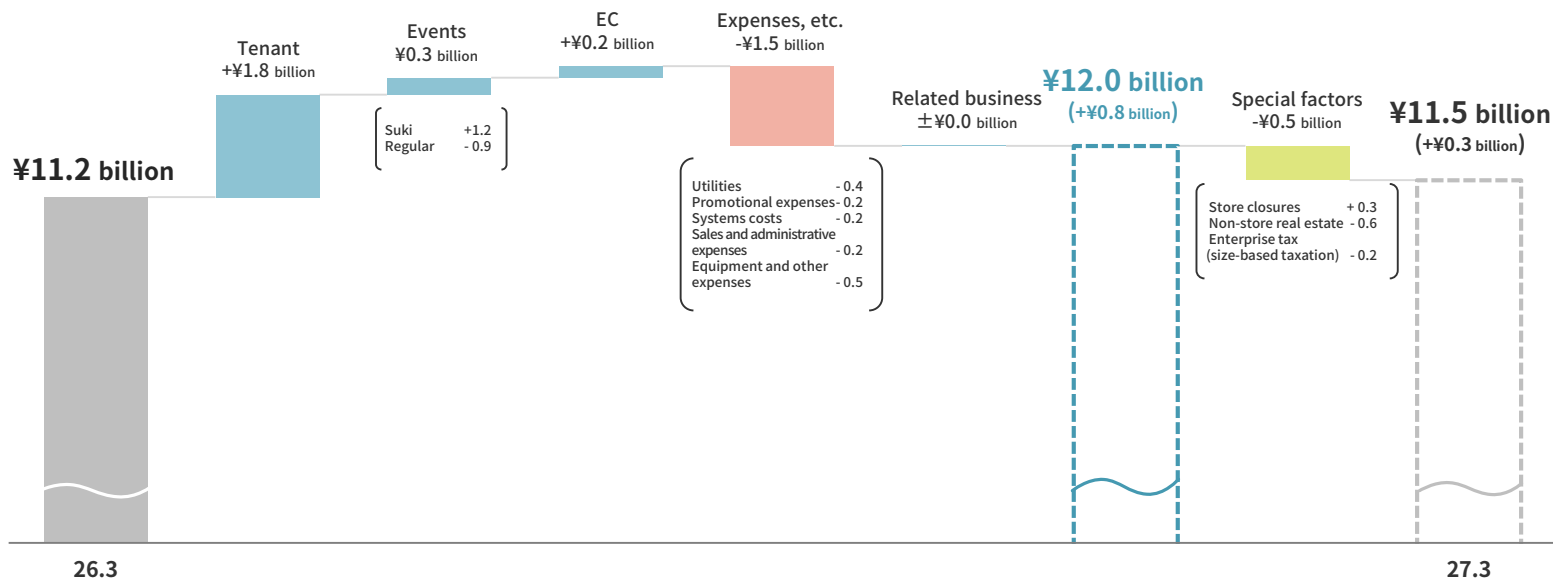 ¥11.2 billion
Tenant
+¥1.8 billion
Events
¥0.3 billion
Suki +1.2
Regular - 0.9
EC
+¥0.2 billion
Expenses, etc.
-¥1.5 billion
Utilities - 0.4
Promotional expenses - 0.2
Systems costs - 0.2
Sales and administrative
expenses - 0.2
Equipment and other
expenses - 0.5
Related business
±¥0.0 billion
¥12.0 billion
(+¥0.8 billion)
Special factors
-¥0.5 billion
Store closures + 0.3
Non-store real estate - 0.6
Enterprise tax
(size-based taxation) - 0.2
¥11.5 billion
(+¥0.3 billion)
26.3
27.3